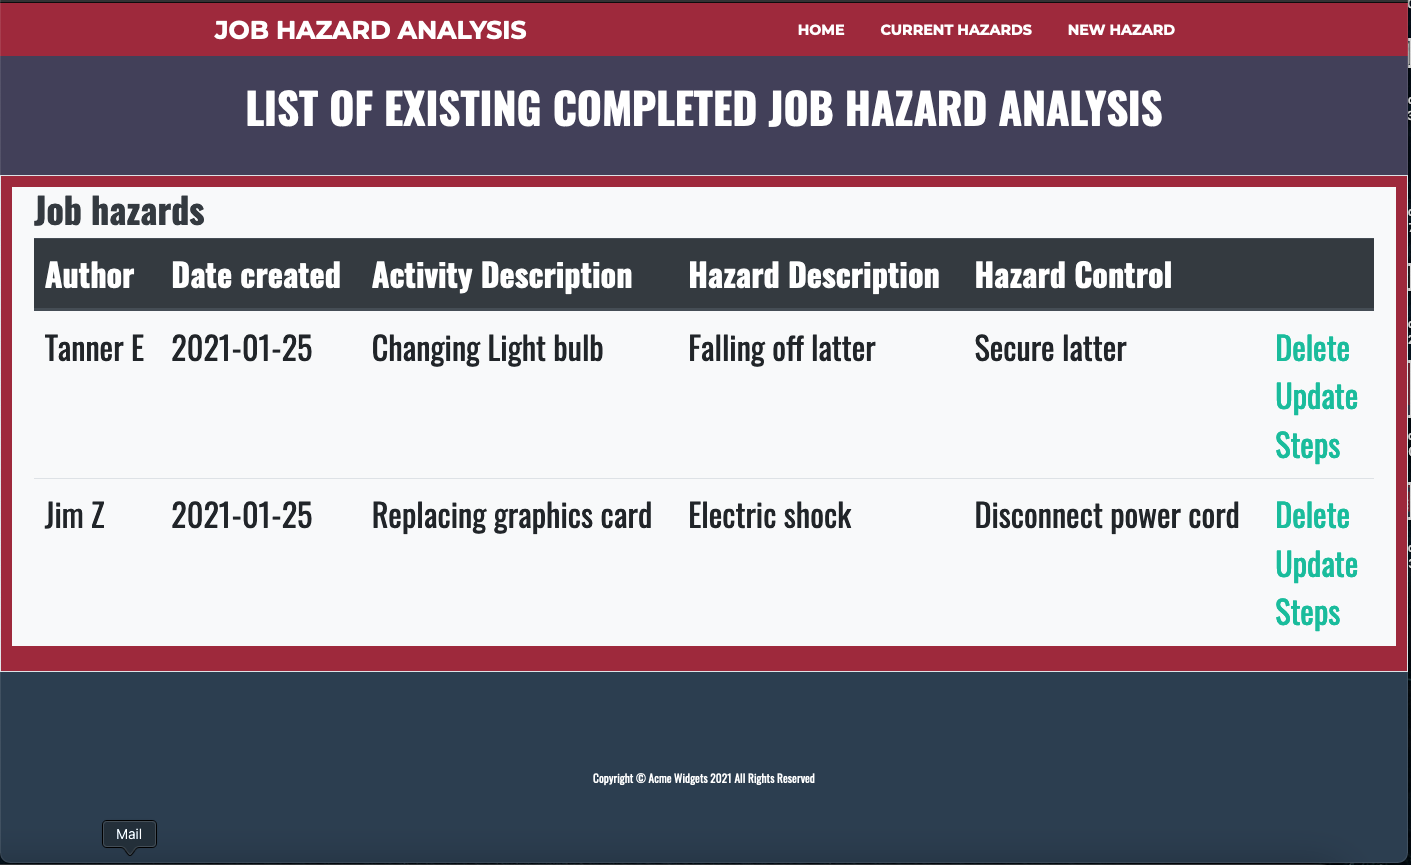 JOB HAZARD ANALYSIS HOME CURRENT HAZARDS NEW HAZARD
LIST OF EXISTING COMPLETED JOB HAZARD ANALYSIS
Job hazards
Author Date created Activity Description Hazard Description Hazard Control
Tanner E 2021-01-25 Changing Light bulb Falling off latter Secure latter Delete
Update
Steps
Jim Z 2021-01-25 Replacing graphics card Electric shock Disconnect power cord Delete
Update
Steps
Copyright © Acme Widgets 2021 All Rights Reserved
Mail